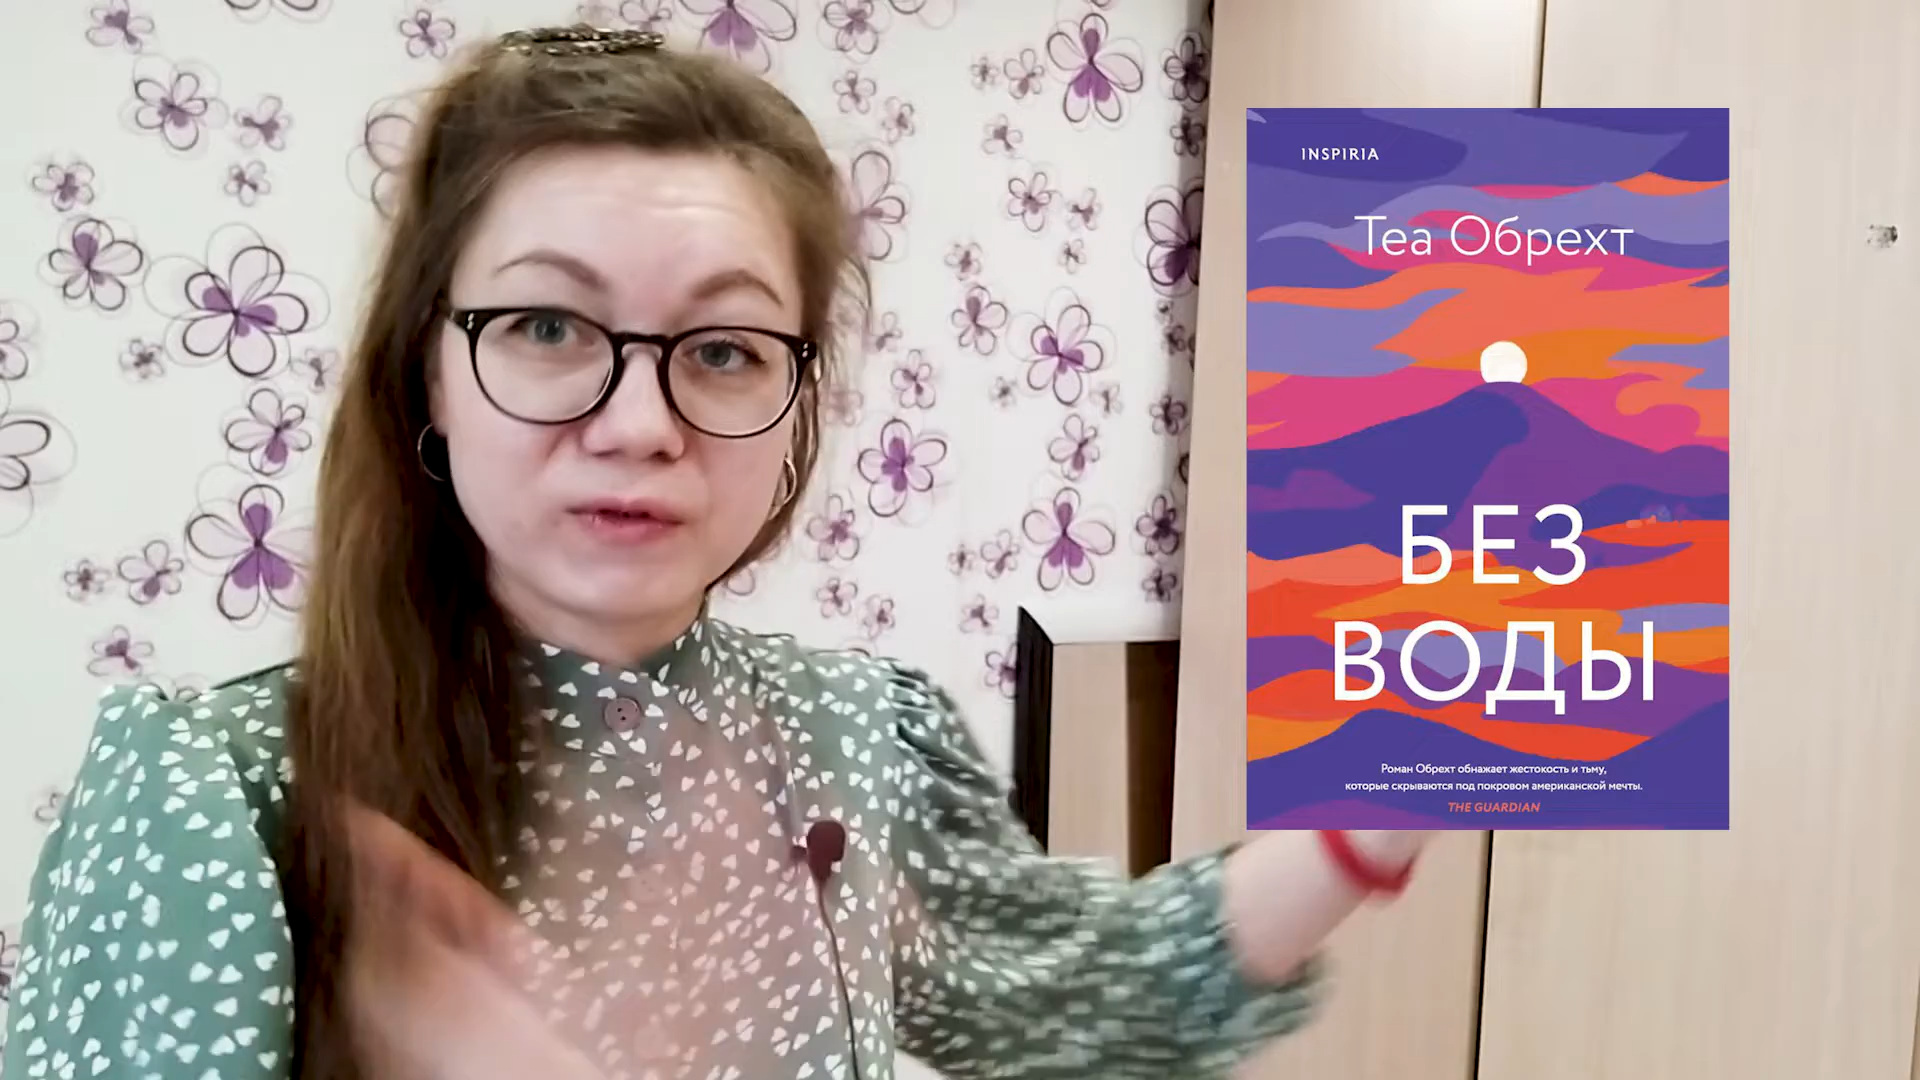 INSPIRIA
Теа Обрехт
БЕЗ
ВОДЫ
Роман Обрехт обнажает жестокость и тьму,
которые скрываются под покровом американской мечты.
THE GUARDIAN